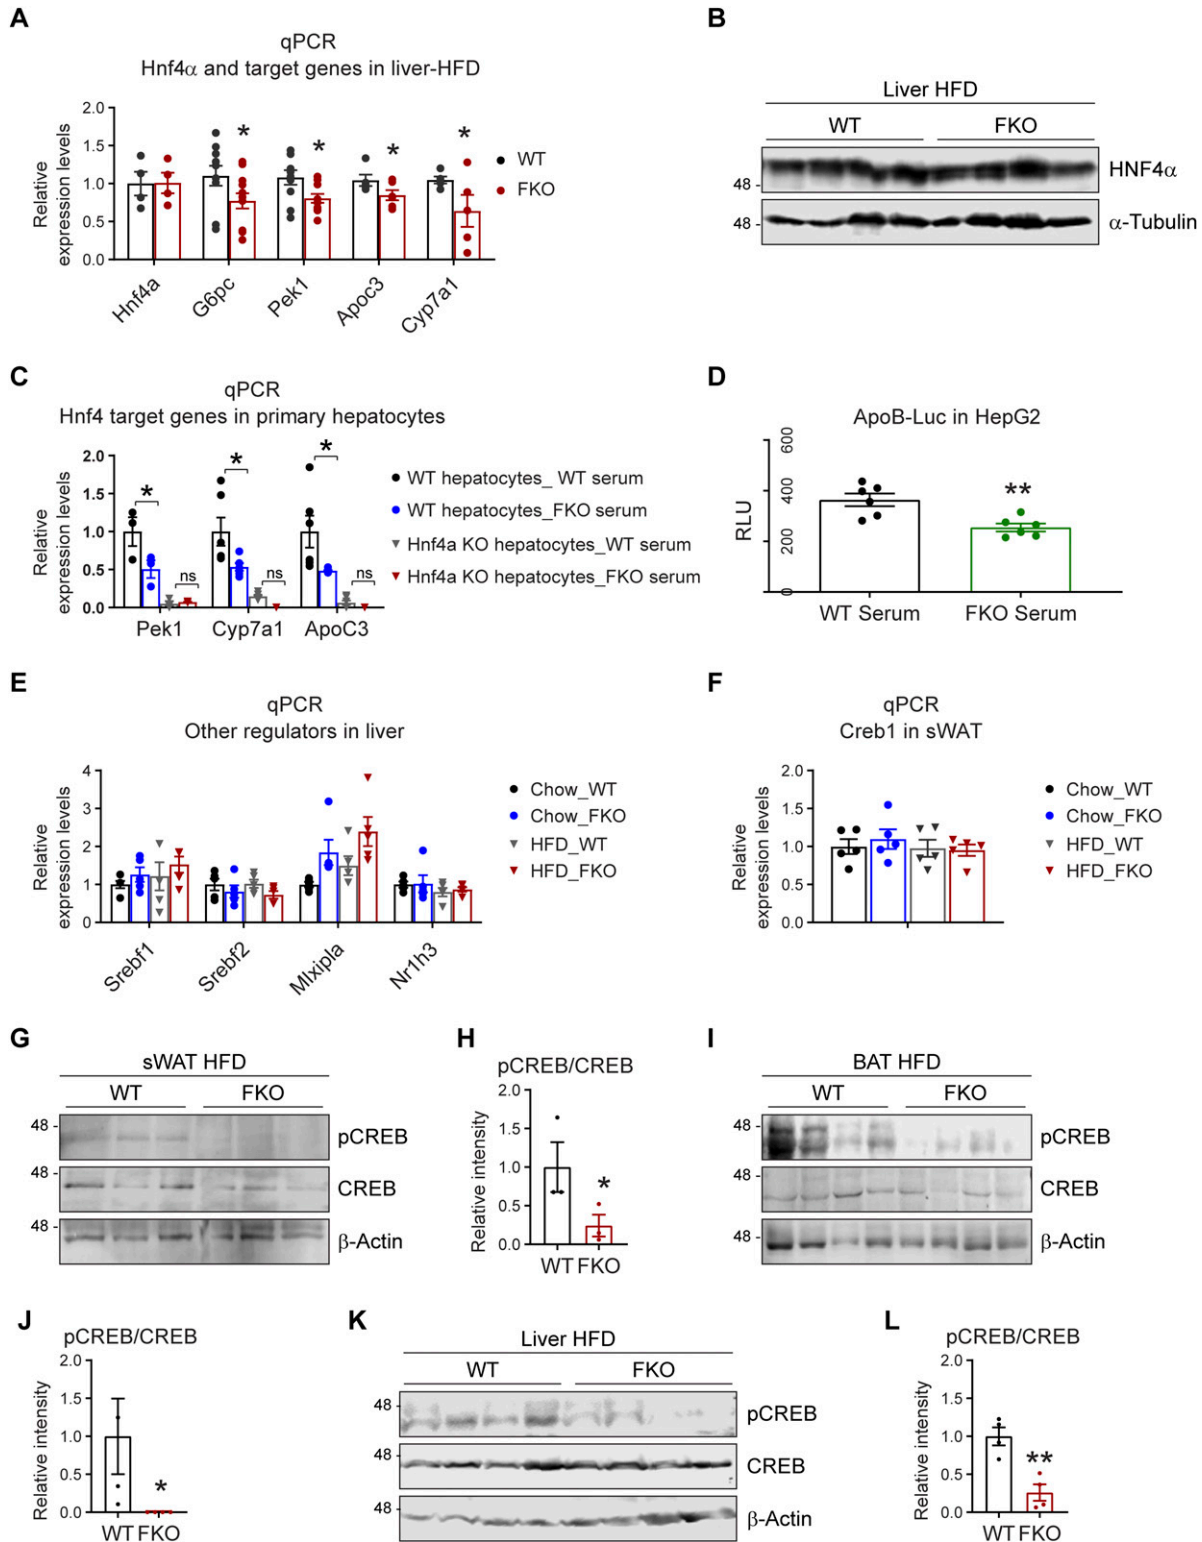 A
qPCR
Hnf4α and target genes in liver-HFD
Relative
expression levels
2.0
1.5
1.0
0.5
0.0
* * * *
WT
FKO
Hnf4a G6pc Pek1 Apoc3 Cyp7a1
B
Liver HFD
WT FKO
48 - HNF4α
48 - α-Tubulin
C
qPCR
Hnf4 target genes in primary hepatocytes
Relative
expression levels
2.0
1.5
1.0
0.5
0.0
* * *
ns ns ns
Pek1 Cyp7a1 ApoC3
WT hepatocytes_ WT serum
WT hepatocytes_FKO serum
Hnf4a KO hepatocytes_WT serum
Hnf4a KO hepatocytes_FKO serum
D
ApoB-Luc in HepG2
RLU
600
400
200
0
**
WT Serum FKO Serum
E
qPCR
Other regulators in liver
Relative
expression levels
4
3
2
1
0
Srebf1 Srebf2 Mlxipla Nr1h3
Chow_WT
Chow_FKO
HFD_WT
HFD_FKO
F
qPCR
Creb1 in sWAT
Relative
expression levels
2.0
1.5
1.0
0.5
0.0
Chow_WT
Chow_FKO
HFD_WT
HFD_FKO
G
sWAT HFD
WT FKO
48 - pCREB
48 - CREB
48 - β-Actin
H
pCREB/CREB
Relative intensity
2.0
1.5
1.0
0.5
0.0
*
WT FKO
I
BAT HFD
WT FKO
48 - pCREB
48 - CREB
48 - β-Actin
J
pCREB/CREB
Relative intensity
2.0
1.5
1.0
0.5
0.0
*
WT FKO
K
Liver HFD
WT FKO
48 - pCREB
48 - CREB
48 - β-Actin
L
pCREB/CREB
Relative intensity
2.0
1.5
1.0
0.5
0.0
**
WT FKO